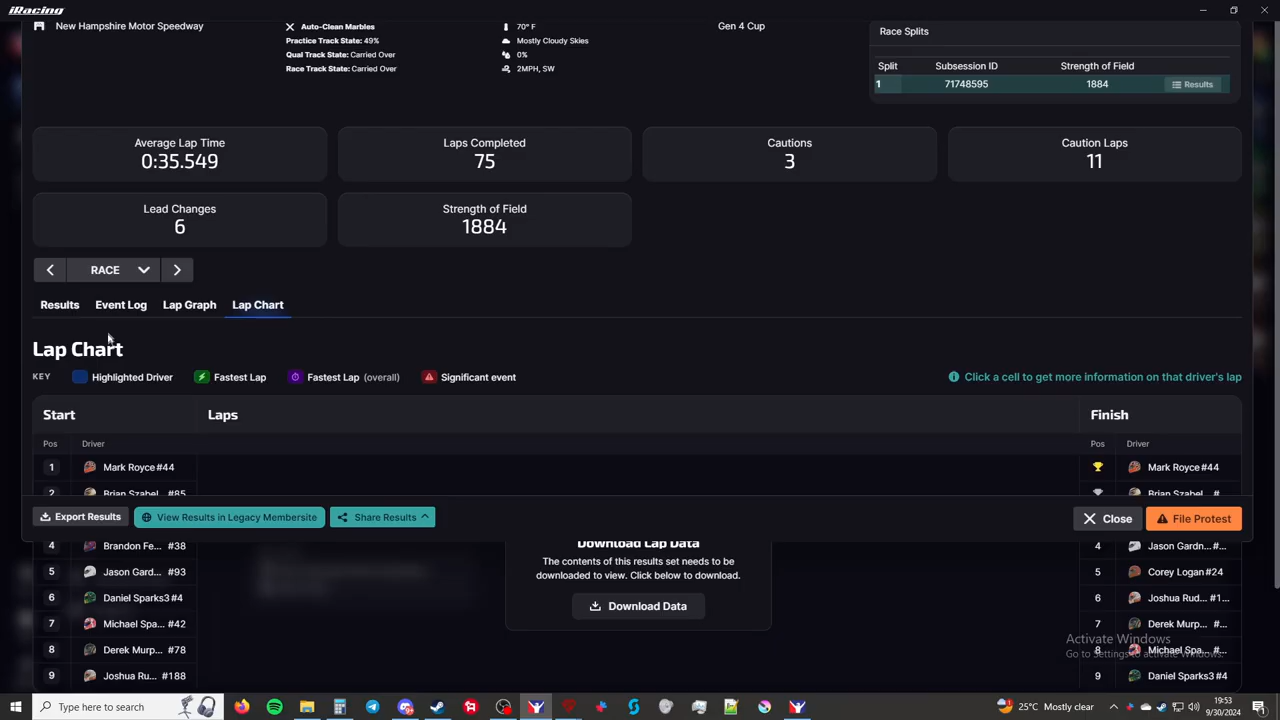 iRacing
New Hampshire Motor Speedway
Auto-Clean Marbles
70° F
Gen 4 Cup
Race Splits
Practice Track State: 49%
Mostly Cloudy Skies
Qual Track State: Carried Over
0%
Race Track State: Carried Over
2MPH, SW
Split
Subsession ID
Strength of Field
1
71748595
1884
Results
Average Lap Time
0:35.549
Laps Completed
75
Cautions
3
Caution Laps
11
Lead Changes
6
Strength of Field
1884
RACE
Results
Event Log
Lap Graph
Lap Chart
Lap Chart
KEY
Highlighted Driver
Fastest Lap
Fastest Lap (overall)
Significant event
Click a cell to get more information on that driver's lap
Start
Laps
Finish
Pos
Driver
Pos
Driver
1
Mark Royce #44
Mark Royce #44
2
Brian Szabel... #85
Brian Szabel... #...
Export Results
View Results in Legacy Membersite
Share Results
Close
File Protest
4
Brandon Fe... #38
Download Lap Data
4
Jason Gardn... #...
The contents of this results set needs to be
downloaded to view. Click below to download.
5
Jason Gard... #93
5
Corey Logan #24
6
Daniel Sparks3 #4
Download Data
6
Joshua Rud... #1...
7
Michael Spa... #42
7
Derek Murp... #...
8
Derek Murp... #78
8
Michael Spa... #...
9
Joshua Ru... #188
9
Daniel Sparks3 #4
Activate Windows
Go to Settings to activate Windows.
Type here to search
25°C Mostly clear
19:53
9/30/2024